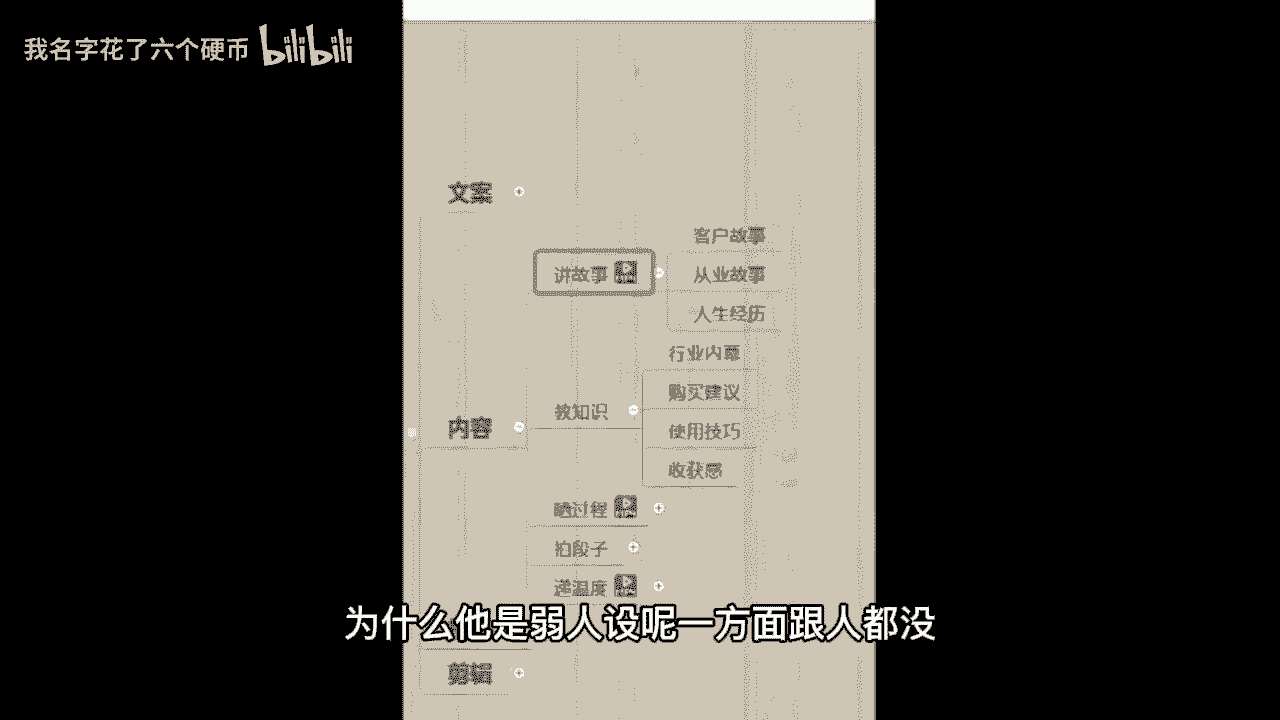 我名字花了六个硬币 bilibili
文案
客户故事
讲故事
从业故事
人生经历
行业内幕
购买建议
教知识
使用技巧
内容
收获感
晒过程
拍段子
递温度
为什么他是弱人设呢一方面跟人都没
剪辑